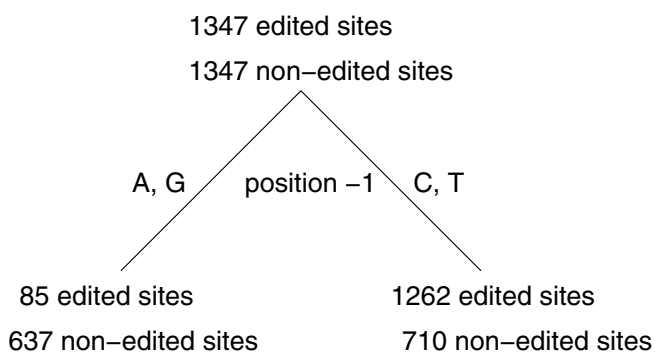 1347 edited sites
1347 non−edited sites
A, G
position −1
C, T
85 edited sites
1262 edited sites
637 non−edited sites
710 non−edited sites